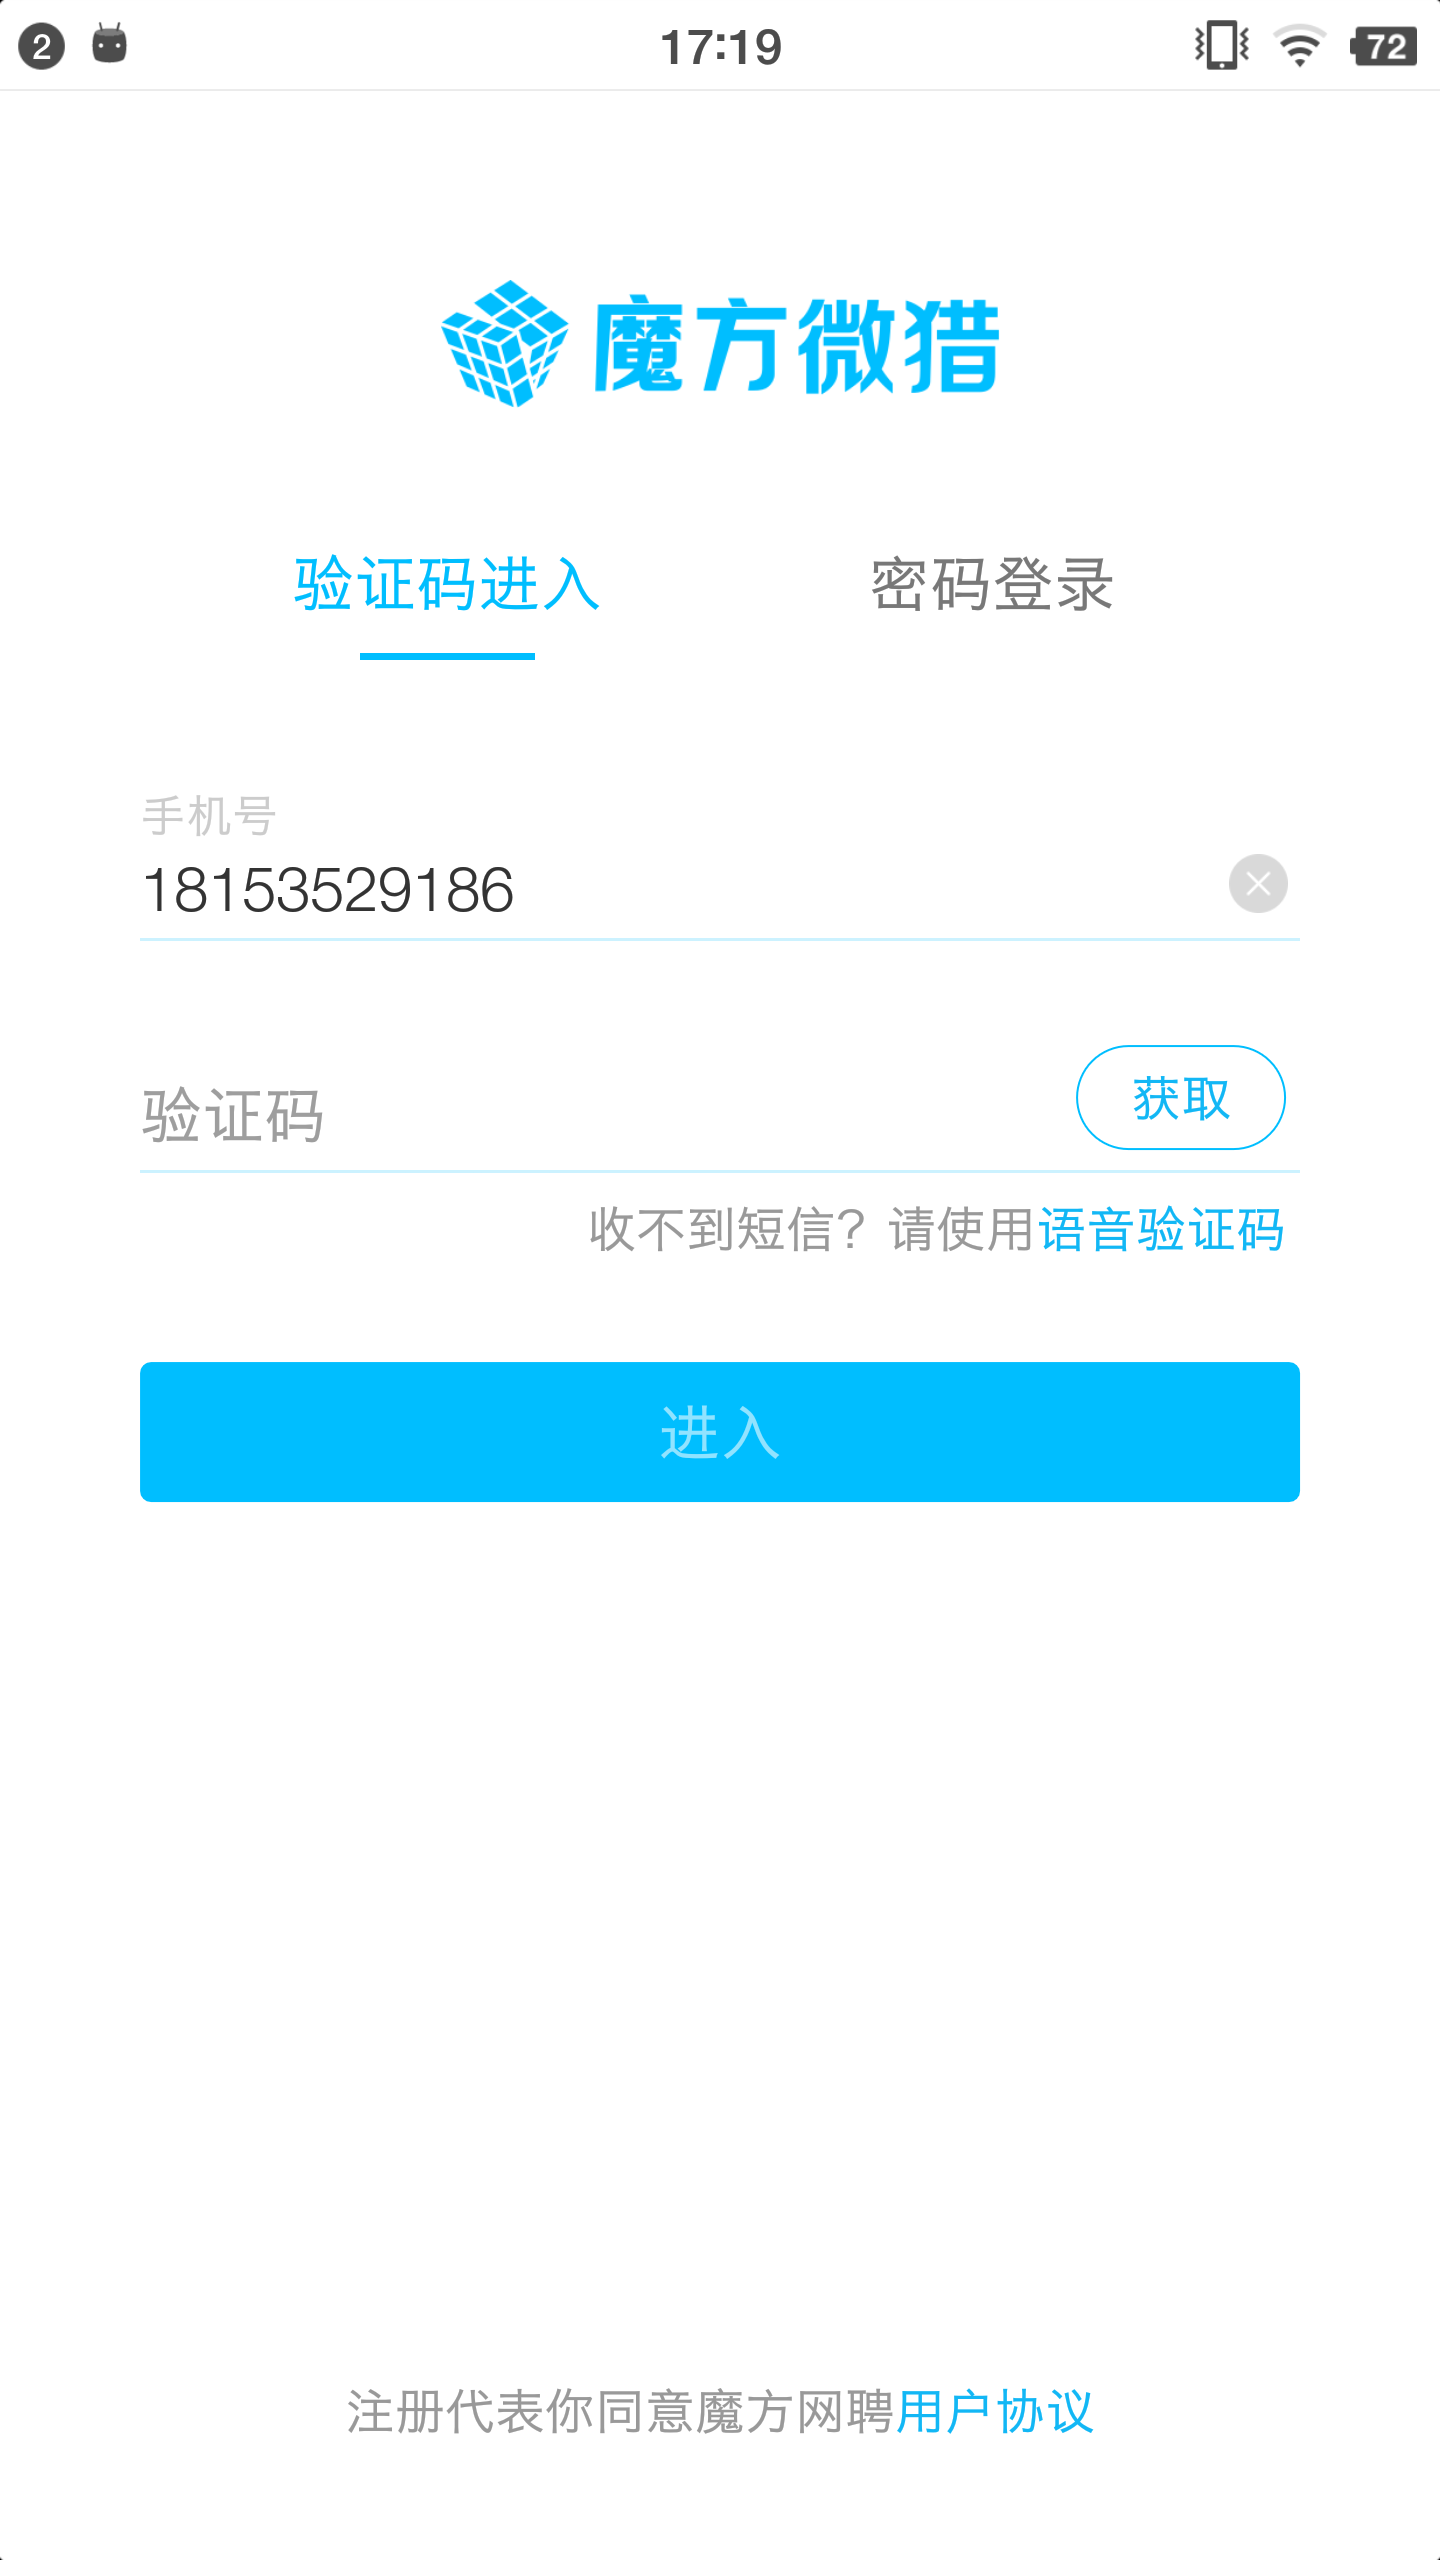 2
17:19
72
魔方微猎
验证码进入 密码登录
手机号
18153529186
验证码 获取
收不到短信？请使用语音验证码
进入
注册代表你同意魔方网聘用户协议